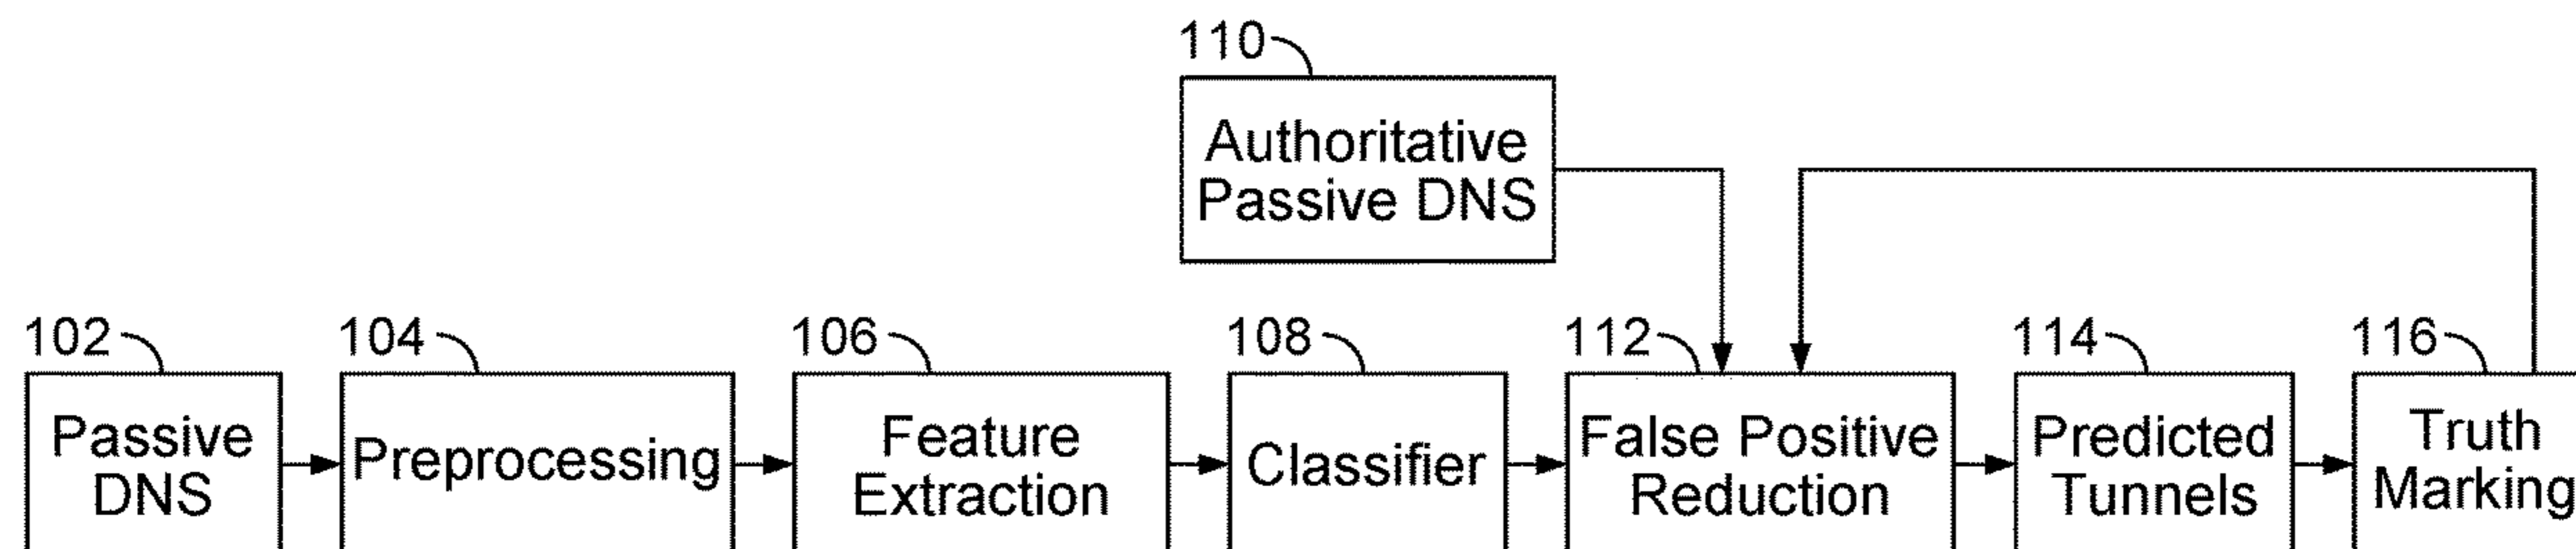 110
Authoritative
Passive DNS
102
104
106
108
112
114
116
Passive
DNS
Preprocessing
Feature
Extraction
Classifier
False Positive
Reduction
Predicted
Tunnels
Truth
Marking